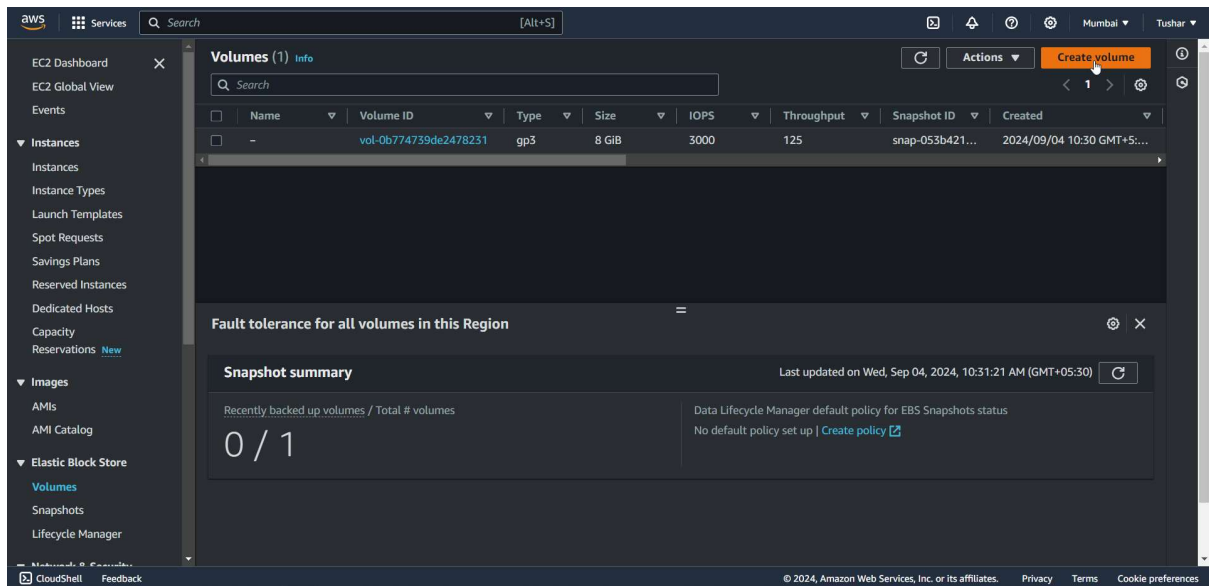 aws Services Search [Alt+S] Mumbai Tushar
EC2 Dashboard
EC2 Global View
Events
Instances
Instances
Instance Types
Launch Templates
Spot Requests
Savings Plans
Reserved Instances
Dedicated Hosts
Capacity
Reservations New
Images
AMIs
AMI Catalog
Elastic Block Store
Volumes
Snapshots
Lifecycle Manager
Network & Security
Volumes (1) Info Actions Create volume
Search 1
Name Volume ID Type Size IOPS Throughput Snapshot ID Created
– vol-0b774739de2478231 gp3 8 GiB 3000 125 snap-053b421... 2024/09/04 10:30 GMT+5:...
Fault tolerance for all volumes in this Region
Snapshot summary Last updated on Wed, Sep 04, 2024, 10:31:21 AM (GMT+05:30)
Recently backed up volumes / Total # volumes
0 / 1
Data Lifecycle Manager default policy for EBS Snapshots status
No default policy set up | Create policy
CloudShell Feedback © 2024, Amazon Web Services, Inc. or its affiliates. Privacy Terms Cookie preferences